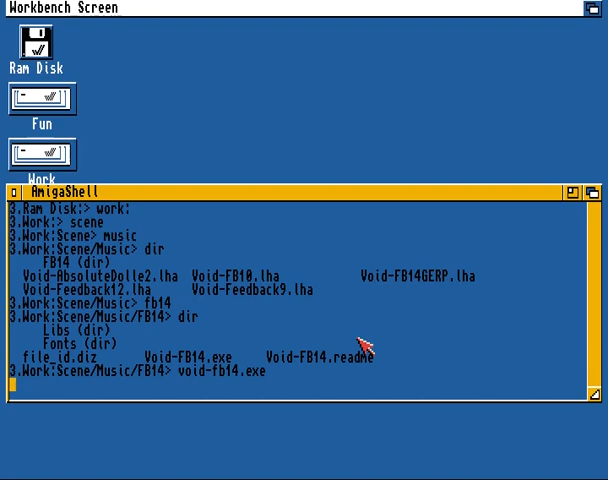 Workbench Screen
Ram Disk
Fun
Work
AmigaShell
3.Ram Disk:> work:
3.Work:> scene
3.Work:Scene> music
3.Work:Scene/Music> dir
FB14 (dir)
Void-AbsoluteDolle2.lha Void-FB10.lha Void-FB14GERP.lha
Void-Feedback12.lha Void-Feedback9.lha
3.Work:Scene/Music> fb14
3.Work:Scene/Music/FB14> dir
Libs (dir)
Fonts (dir)
file_id.diz Void-FB14.exe Void-FB14.readme
3.Work:Scene/Music/FB14> void-fb14.exe